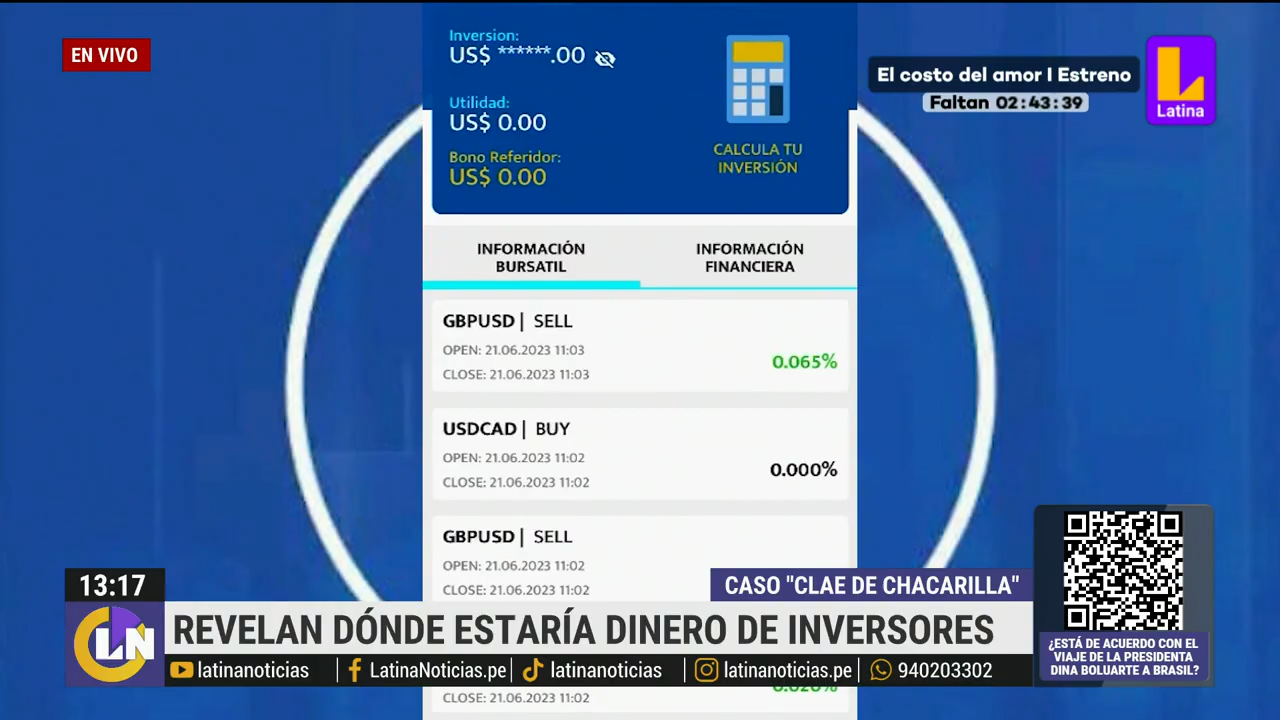 EN VIVO
El costo del amor I Estreno
Faltan 02:43:39
Latina
Inversion:
US$ ******.00
Utilidad:
US$ 0.00
Bono Referidor:
US$ 0.00
CALCULA TU
INVERSIÓN
INFORMACIÓN
BURSATIL
INFORMACIÓN
FINANCIERA
GBPUSD | SELL
OPEN: 21.06.2023 11:03
CLOSE: 21.06.2023 11:03
0.065%
USDCAD | BUY
OPEN: 21.06.2023 11:02
CLOSE: 21.06.2023 11:02
0.000%
GBPUSD | SELL
OPEN: 21.06.2023 11:02
CLOSE: 21.06.2023 11:02
13:17
CASO "CLAE DE CHACARILLA"
LN
REVELAN DÓNDE ESTARÍA DINERO DE INVERSORES
latinanoticias | LatinaNoticias.pe | latinanoticias | latinanoticias.pe | 940203302
¿ESTÁ DE ACUERDO CON EL
VIAJE DE LA PRESIDENTA
DINA BOLUARTE A BRASIL?
CLOSE: 21.06.2023 11:02